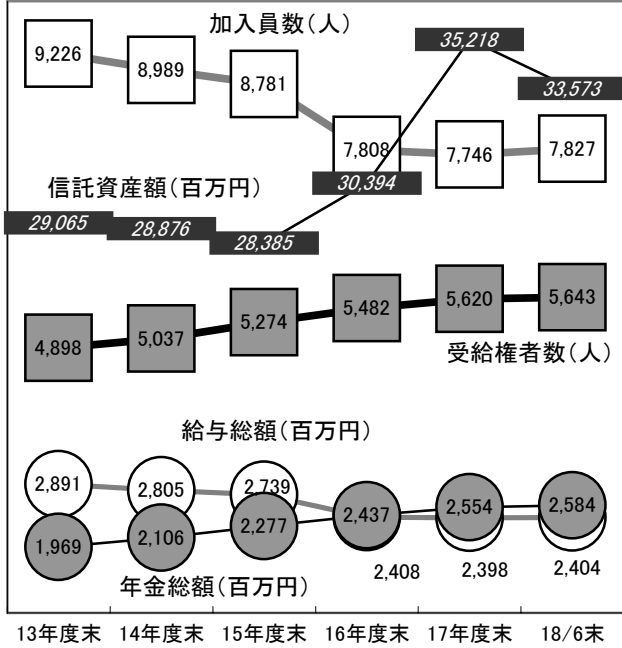 加入員数(人)
9,226
8,989
8,781
7,808
7,746
7,827
信託資産額(百万円)
29,065
28,876
28,385
30,394
35,218
33,573
4,898
5,037
5,274
5,482
5,620
5,643
受給権者数(人)
給与総額(百万円)
2,891
2,805
2,739
2,408
2,398
2,404
1,969
2,106
2,277
2,437
2,554
2,584
年金総額(百万円)
13年度末
14年度末
15年度末
16年度末
17年度末
18/6末